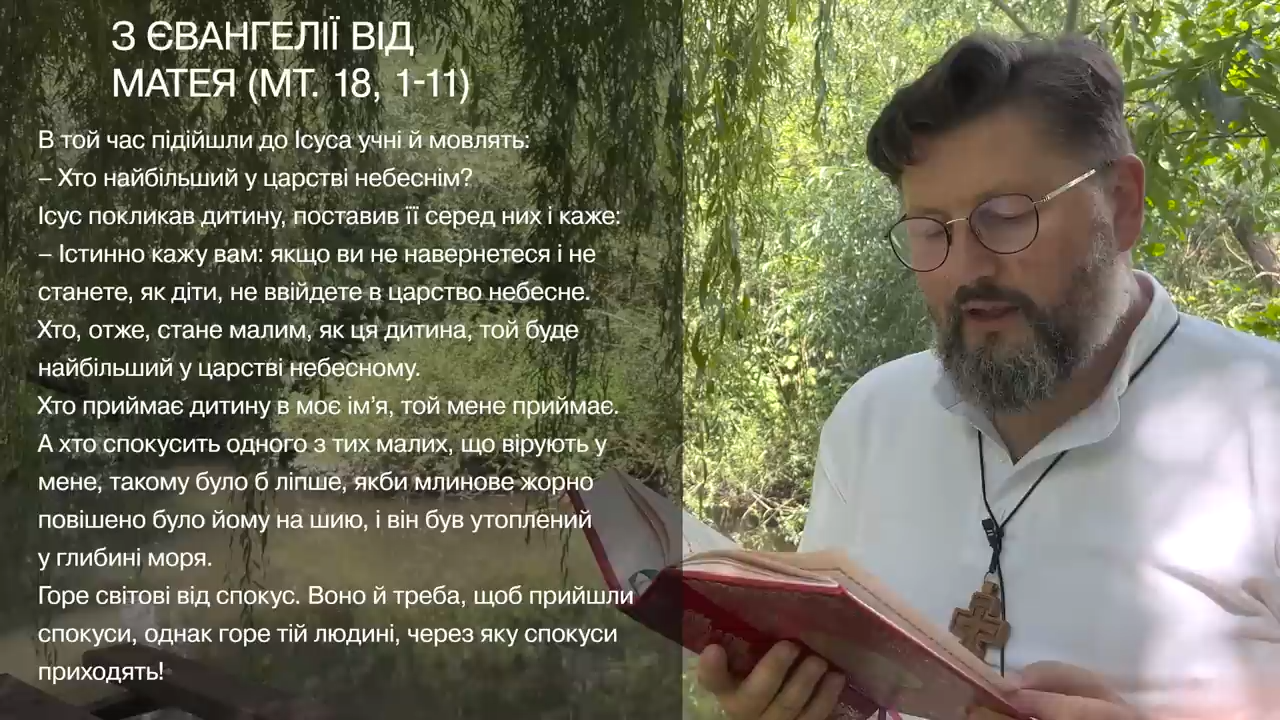 З ЄВАНГЕЛІЇ ВІД
МАТЕЯ (МТ. 18, 1-11)
В той час підійшли до Ісуса учні й мовлять:
– Хто найбільший у царстві небеснім?
Ісус покликав дитину, поставив її серед них і каже:
– Істинно кажу вам: якщо ви не навернетеся і не
станете, як діти, не ввійдете в царство небесне.
Хто, отже, стане малим, як ця дитина, той буде
найбільший у царстві небесному.
Хто приймає дитину в моє ім’я, той мене приймає.
А хто спокусить одного з тих малих, що вірують у
мене, такому було б ліпше, якби млинове жорно
повішено було йому на шию, і він був утоплений
у глибині моря.
Горе світові від спокус. Воно й треба, щоб прийшли
спокуси, однак горе тій людині, через яку спокуси
приходять!